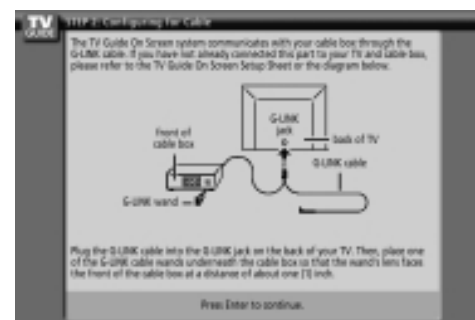 TV
GUIDE
STEP 2: Configuring for Cable
The TV Guide On Screen system communicates with your cable box through the
G-LINK cable. If you have not already connected this part to your TV and cable box,
please refer to the TV Guide On Screen Setup Sheet or the diagram below.
G-LINK
jack
front of
cable box
back of TV
G-LINK cable
G-LINK wand
Plug the G-LINK cable into the G-LINK jack on the back of your TV. Then, place one
of the G-LINK cable wands underneath the cable box so that the wand's lens faces
the front of the cable box at a distance of about one (1) inch.
Press Enter to continue.